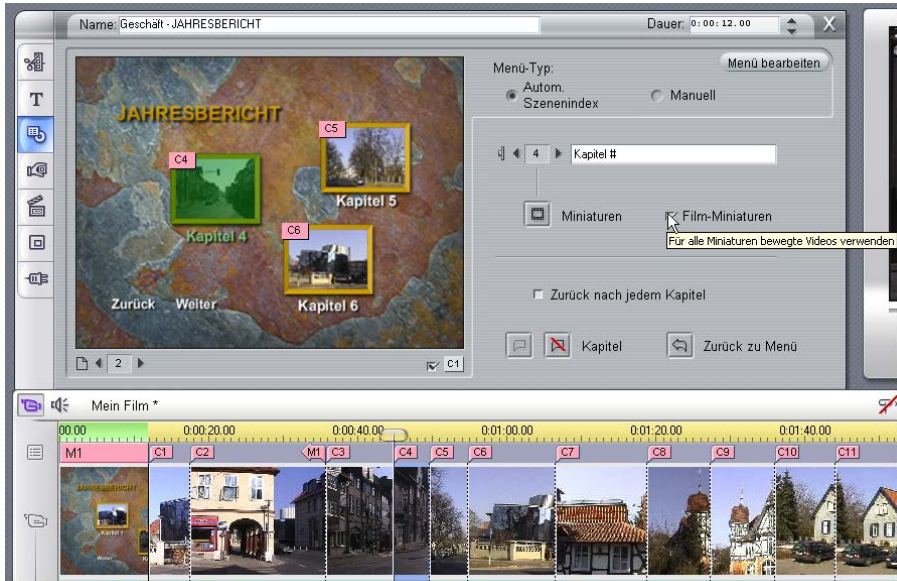 Name: Geschäft - JAHRESBERICHT
Dauer: 0:00:12.00
X
T
JAHRESBERICHT
C4
C5
C6
Kapitel 4
Kapitel 5
Kapitel 6
Zurück Weiter
2
C1
Menü-Typ:
Menü bearbeiten
Autom. Szenenindex
Manuell
4
Kapitel #
Miniaturen
Film-Miniaturen
Für alle Miniaturen bewegte Videos verwenden
Zurück nach jedem Kapitel
Kapitel
Zurück zu Menü
Mein Film *
00.00 0:00:20.00 0:00:40.00 0:01:00.00 0:01:20.00 0:01:40.00
M1 C1 C2 M1 C3 C4 C5 C6 C7 C8 C9 C10 C11
JAHRESBERICHT
Kapitel 1